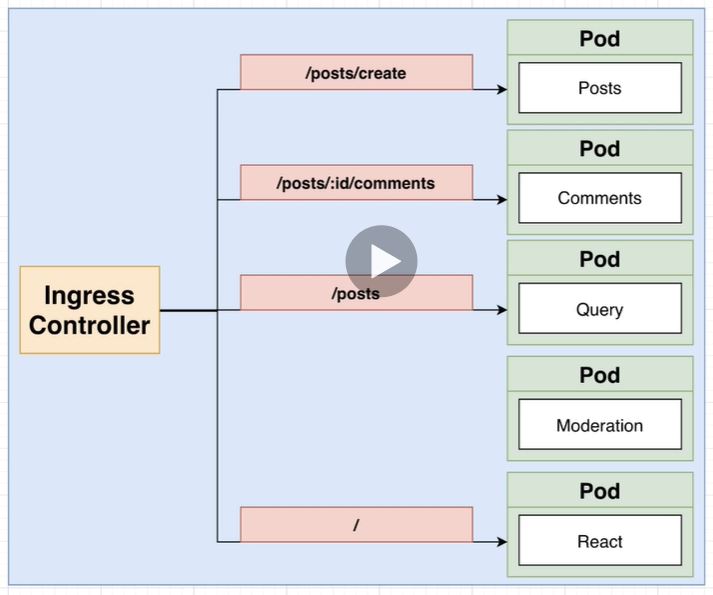 Pod
/posts/create
Posts
Pod
/posts/:id/comments
Comments
Pod
Ingress
Controller
/posts
Query
Pod
Moderation
Pod
/
React